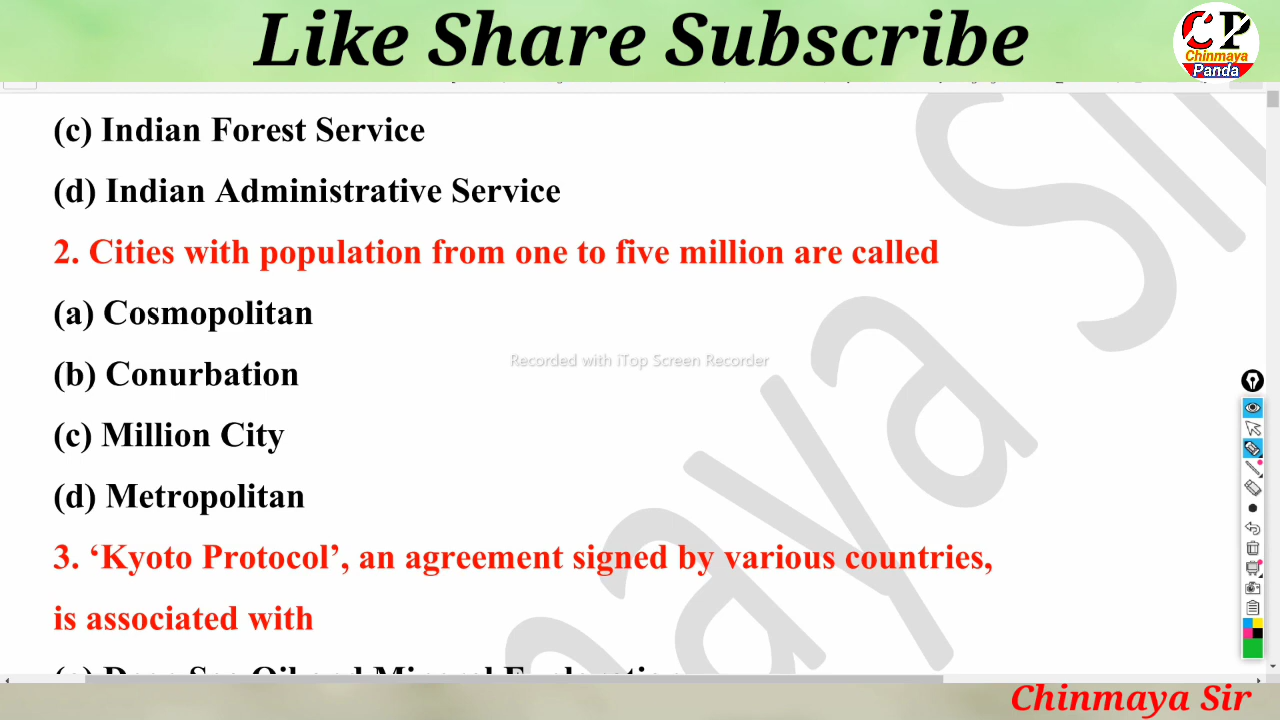 Like Share Subscribe
CP
Chinmaya
Panda
(c) Indian Forest Service
(d) Indian Administrative Service
2. Cities with population from one to five million are called
(a) Cosmopolitan
(b) Conurbation
Recorded with iTop Screen Recorder
(c) Million City
(d) Metropolitan
3. ‘Kyoto Protocol’, an agreement signed by various countries,
is associated with
Chinmaya Sir